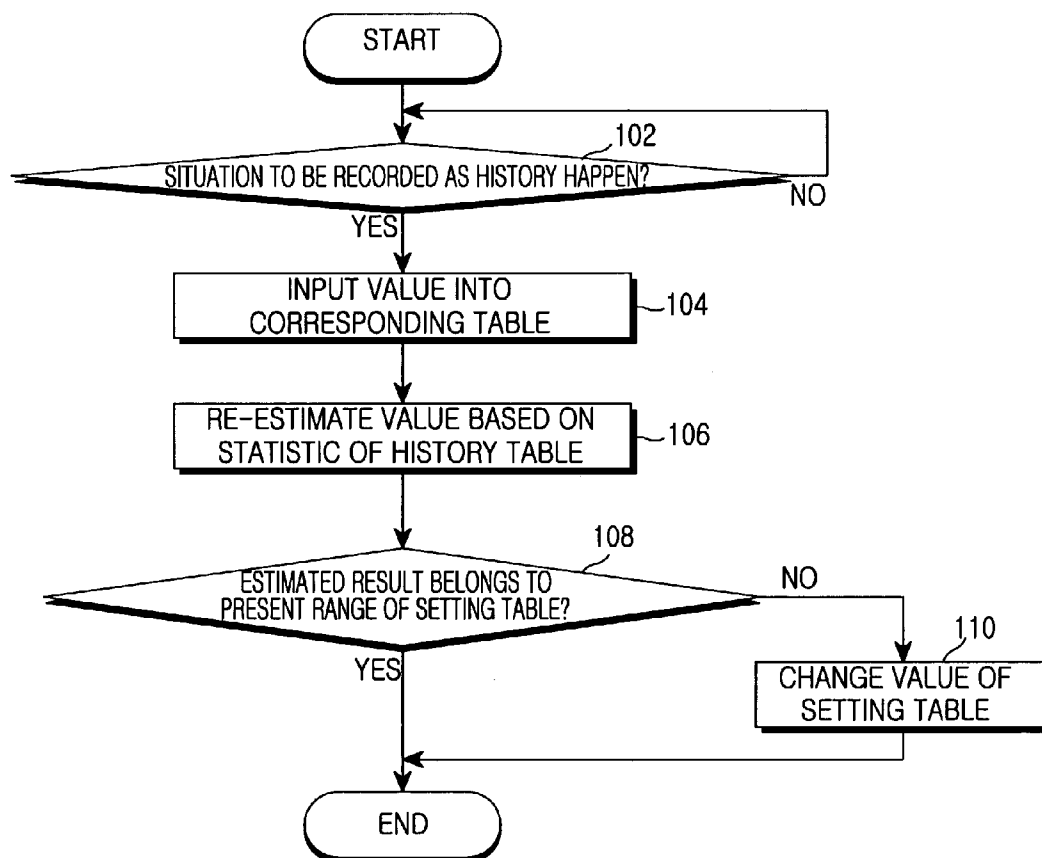 START
102
SITUATION TO BE RECORDED AS HISTORY HAPPEN?
NO
YES
INPUT VALUE INTO
CORRESPONDING TABLE
104
RE-ESTIMATE VALUE BASED ON
STATISTIC OF HISTORY TABLE
106
108
ESTIMATED RESULT BELONGS TO
PRESENT RANGE OF SETTING TABLE?
NO
YES
110
CHANGE VALUE OF
SETTING TABLE
END